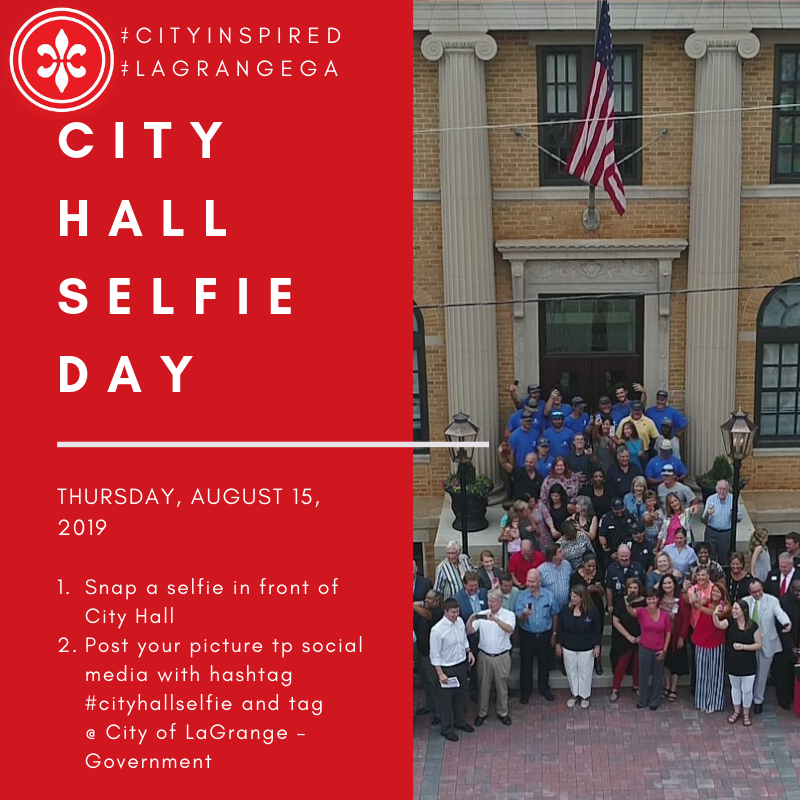 #CITYINSPIRED
#LAGRANGEGA
CITY
HALL
SELFIE
DAY
THURSDAY, AUGUST 15,
2019
1. Snap a selfie in front of
City Hall
2. Post your picture tp social
media with hashtag
#cityhallselfie and tag
@ City of LaGrange -
Government